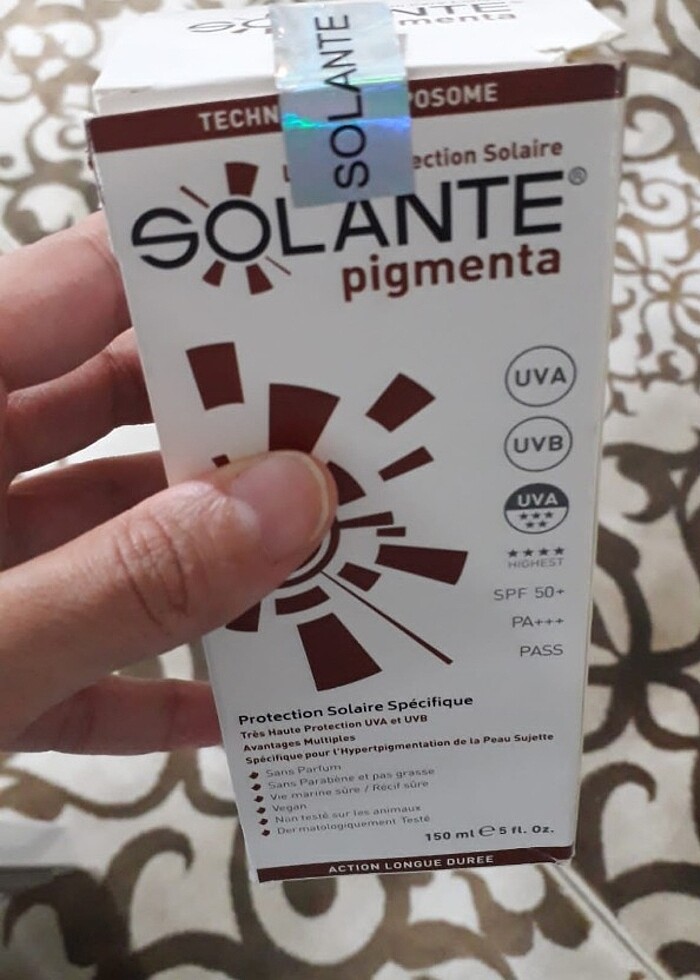 SOLANTE
pigmenta
SOLANTE
TECHN POSOME
ection Solaire
SOLANTE®
pigmenta
UVA
UVB
UVA
HIGHEST
SPF 50+
PA+++
PASS
Protection Solaire Spécifique
Très Haute Protection UVA et UVB
Avantages Multiples
Spécifique pour l'Hypertpigmentation de la Peau Sujette
Sans Parfum
Sans Parabène et pas grasse
Vie marine sûre / Récif sûre
Vegan
Non testé sur les animaux
Dermatologiquement Testé
150 ml ℮ 5 fl. Oz.
ACTION LONGUE DUREE